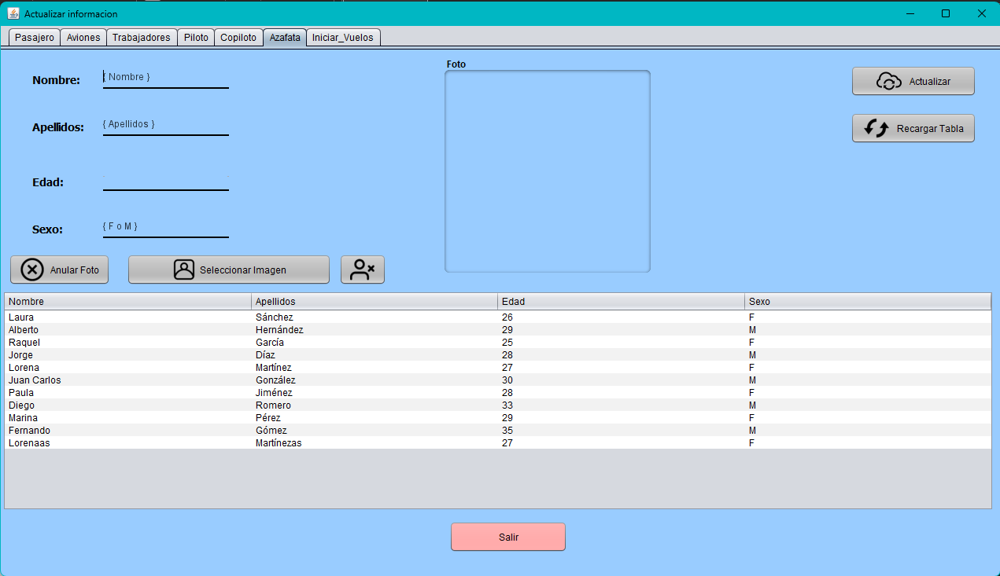 Actualizar informacion
Pasajero Aviones Trabajadores Piloto Copiloto Azafata Iniciar_Vuelos
Nombre: { Nombre }
Apellidos: { Apellidos }
Edad:
Sexo: { F o M }
Foto
Actualizar
Recargar Tabla
Anular Foto Seleccionar Imagen
Nombre Apellidos Edad Sexo
Laura Sánchez 26 F
Alberto Hernández 29 M
Raquel García 25 F
Jorge Díaz 28 M
Lorena Martínez 27 F
Juan Carlos González 30 M
Paula Jiménez 28 F
Diego Romero 33 M
Marina Pérez 29 F
Fernando Gómez 35 M
Lorenaas Martínezas 27 F
Salir